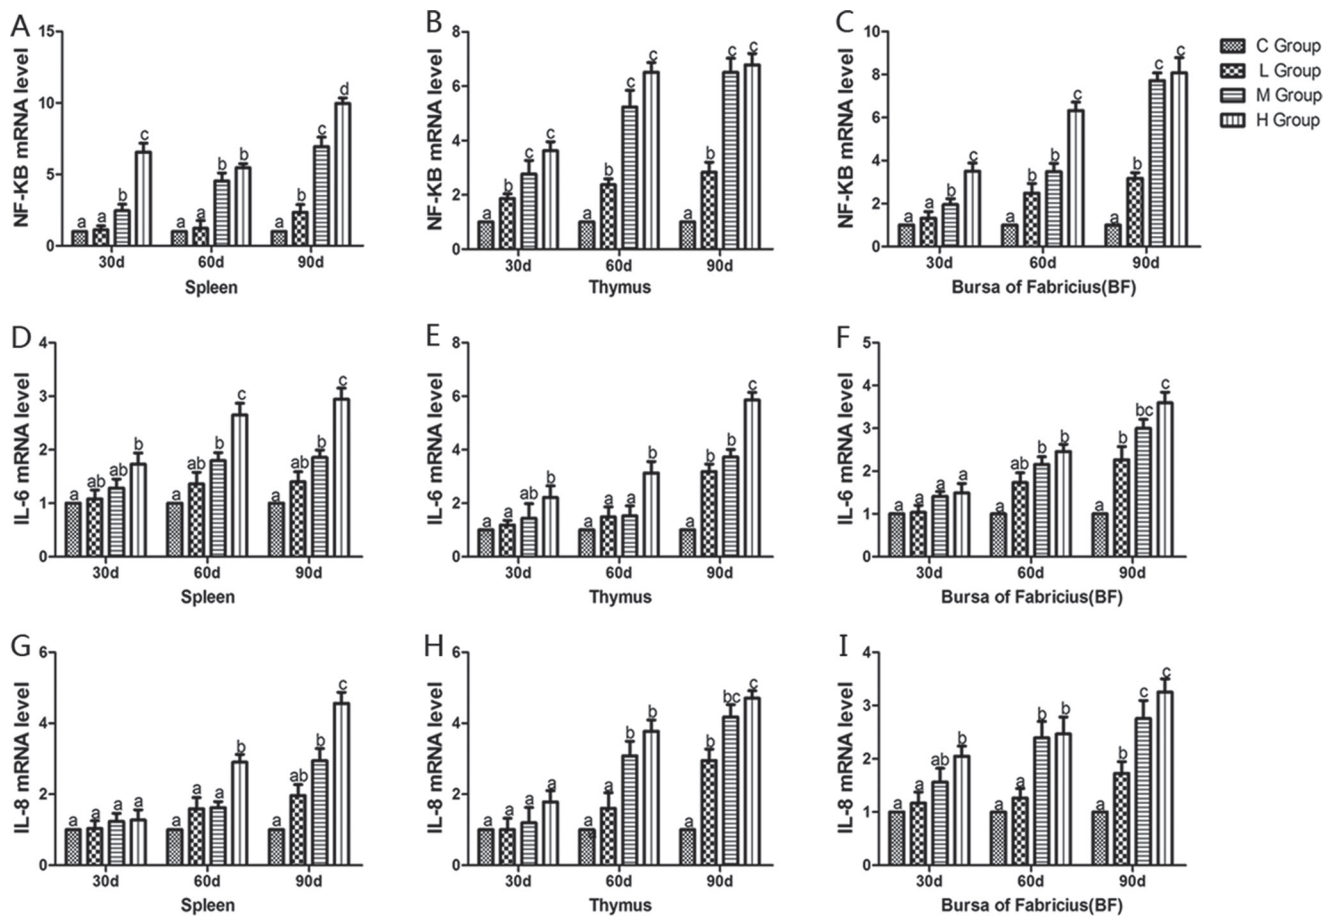 A
NF-KB mRNA level
15
10
5
0
a a b c
a a b b
a b c d
30d 60d 90d
Spleen
B
NF-KB mRNA level
8
6
4
2
0
a b c c
a b c c
a b c c
30d 60d 90d
Thymus
C
NF-KB mRNA level
10
8
6
4
2
0
a a b c
a b b c
a b c c
30d 60d 90d
Bursa of Fabricius(BF)
C Group
L Group
M Group
H Group
D
IL-6 mRNA level
4
3
2
1
0
a ab ab b
a ab b c
a ab b c
30d 60d 90d
Spleen
E
IL-6 mRNA level
8
6
4
2
0
a a ab b
a a a b
a b b c
30d 60d 90d
Thymus
F
IL-6 mRNA level
5
4
3
2
1
0
a a a a
a ab b b
a b bc c
30d 60d 90d
Bursa of Fabricius(BF)
G
IL-8 mRNA level
6
4
2
0
a a a a
a a a b
a ab b c
30d 60d 90d
Spleen
H
IL-8 mRNA level
6
4
2
0
a a a a
a a b b
a b bc c
30d 60d 90d
Thymus
I
IL-8 mRNA level
4
3
2
1
0
a a ab b
a a b b
a b c c
30d 60d 90d
Bursa of Fabricius(BF)